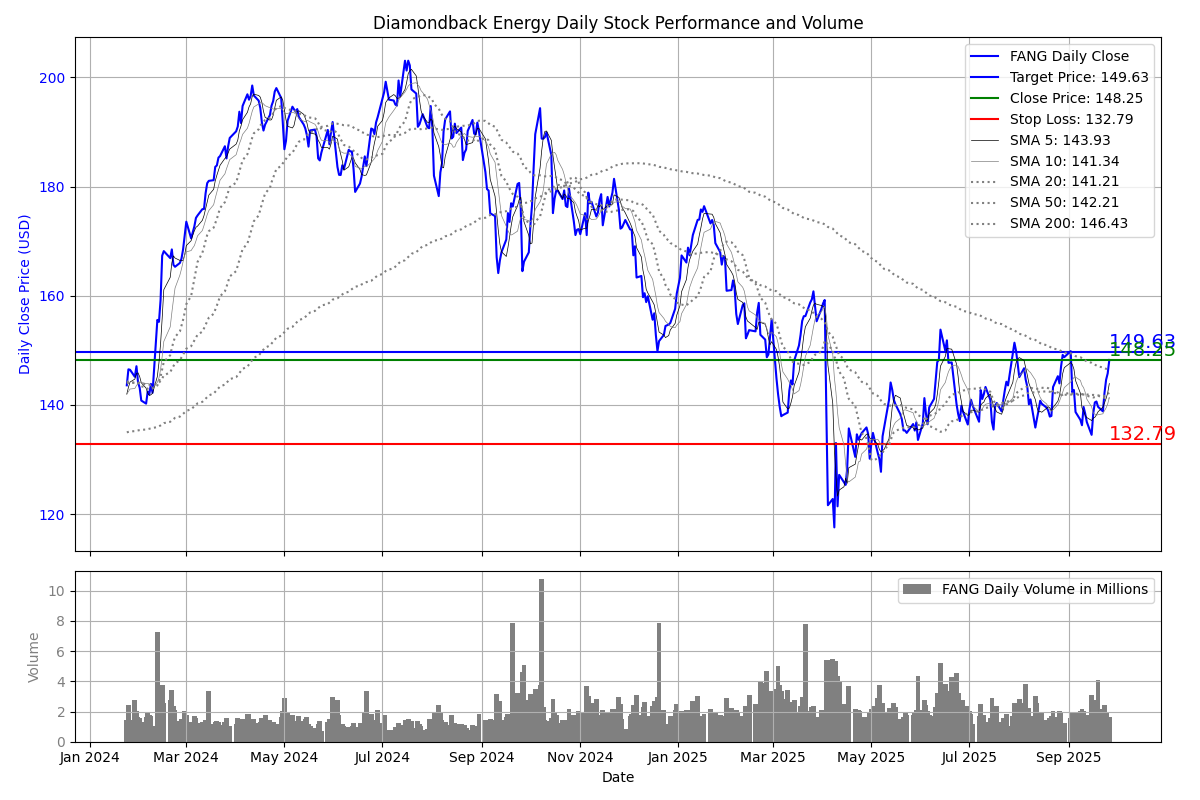 Diamondback Energy Daily Stock Performance and Volume
Daily Close Price (USD)
200
180
160
140
120
FANG Daily Close
Target Price: 149.63
Close Price: 148.25
Stop Loss: 132.79
SMA 5: 143.93
SMA 10: 141.34
SMA 20: 141.21
SMA 50: 142.21
SMA 200: 146.43
149.63
148.25
132.79
Volume
10
8
6
4
2
0
FANG Daily Volume in Millions
Jan 2024 Mar 2024 May 2024 Jul 2024 Sep 2024 Nov 2024 Jan 2025 Mar 2025 May 2025 Jul 2025 Sep 2025
Date